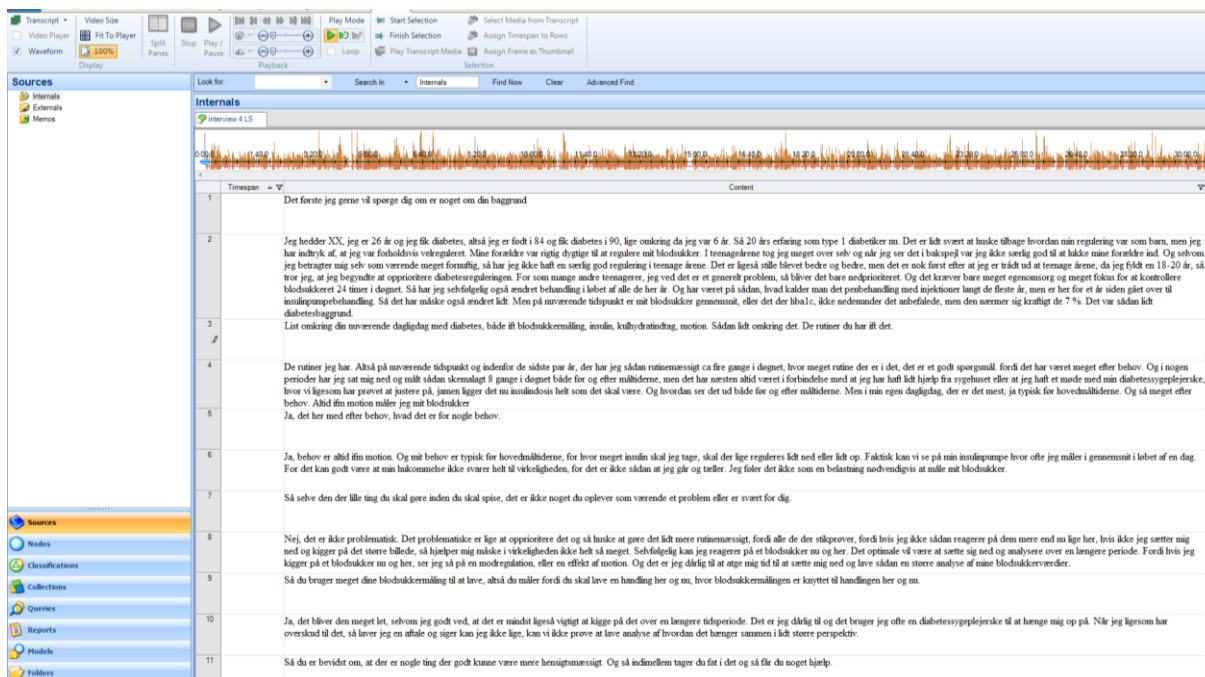 Transcript
Video Size
Play Mode
Start Selection
Select Media from Transcript
Video Player
Fit To Player
Finish Selection
Assign Timespan to Rows
Waveform
100%
Split Panes
Stop
Play / Pause
Loop
Play Transcript Media
Assign Frame as Thumbnail
Display
Playback
Selection
Sources
Look for:
Search In
Internals
Find Now
Clear
Advanced Find
Internals
Externals
Memos
Internals
interview 4 LS
Timespan
Content
1
Det første jeg gerne vil spørge dig om er noget om din baggrund
2
Jeg hedder XX, jeg er 26 år og jeg fik diabetes, altså jeg er født i 84 og fik diabetes i 90, lige omkring da jeg var 6 år. Så 20 års erfaring som type 1 diabetiker nu. Det er lidt svært at huske tilbage hvordan min regulering var som barn, men jeg
har indtryk af, at jeg var forholdsvis velreguleret. Mine forældre var rigtig dygtige til at regulere mit blodsukker. I teenageårene tog jeg meget over selv og når jeg ser det i bakspejl var jeg ikke særlig god til at lukke mine forældre ind. Og selvom
jeg betragter mig selv som værende meget fornuftig, så har jeg ikke haft en særlig god regulering i teenage årene. Det er ligeså stille blevet bedre og bedre, men det er nok først efter at jeg er trådt ud at teenage årene, da jeg fyldt en 18-20 år, så
tror jeg, at jeg begyndte at opprioritere diabetesreguleringen. For som mange andre teenagerer, jeg ved det er et generelt problem, så bliver det bare nedprioriteret. Og det kræver bare meget egenomsorg og meget fokus for at kontrollere
blodsukkeret 24 timer i døgnet. Så har jeg selvfølgelig også ændret behandling i løbet af alle de her år. Og har været på sådan, hvad kalder man det penbehandling med injektioner langt de fleste år, men er her for et år siden gået over til
insulinpumpebehandling. Så det har måske også ændret lidt. Men på nuværende tidspunkt er mit blodsukker gennemsnit, eller det der hba1c, ikke nedenunder det anbefalede, men den nærmer sig kraftigt de 7 %. Det var sådan lidt
diabetesbaggrund.
3
List omkring din nuværende dagligdag med diabetes, både ift blodsukkermåling, insulin, kulhydratindtag, motion. Sådan lidt omkring det. De rutiner du har ift det.
4
De rutiner jeg har. Altså på nuværende tidspunkt og indenfor de sidste par år, der har jeg sådan rutinemæssigt ca fire gange i døgnet, hvor meget rutine der er i det, det er et godt spørgsmål. fordi det har været meget efter behov. Og i nogen
perioder har jeg sat mig ned og målt sådan skemalagt 8 gange i døgnet både før og efter måltiderne, men det har næsten altid været i forbindelse med at jeg har haft lidt hjælp fra sygehuset eller at jeg haft et møde med min diabetessygeplejerske,
hvor vi ligesom har prøvet at justere på, jamen ligger det nu insulindosis helt som det skal være. Og hvordan ser det ud både før og efter måltiderne. Men i min egen dagligdag, der er det mest, ja typisk før hovedmåltiderne. Og så meget efter
behov. Altid ifm motion måler jeg mit blodsukker
5
Ja, det her med efter behov, hvad det er for nogle behov.
6
Ja, behov er altid ifm motion. Og mit behov er typisk før hovedmåltiderne, for hvor meget insulin skal jeg tage, skal der lige reguleres lidt ned eller lidt op. Faktisk kan vi se på min insulinpumpe hvor ofte jeg måler i gennemsnit i løbet af en dag.
For det kan godt være at min hukommelse ikke svarer helt til virkeligheden, for det er ikke sådan at jeg går og tæller. Jeg føler det ikke som en belastning nødvendigvis at måle mit blodsukker.
7
Så selve den der lille ting du skal gøre inden du skal spise, det er ikke noget du oplever som værende et problem eller er svært for dig.
8
Nej, det er ikke problematisk. Det problematiske er lige at opprioritere det og så huske at gøre det lidt mere rutinemæssigt, fordi alle de der stikprøver, fordi hvis jeg ikke sådan reagerer på dem mere end nu lige her, hvis ikke jeg sætter mig
ned og kigger på det større billede, så hjælper mig måske i virkeligheden ikke helt så meget. Selvfølgelig kan jeg reagerer på et blodsukker nu og her. Det optimale vil være at sætte sig ned og analysere over en længere periode. Fordi hvis jeg
kigger på et blodsukker nu og her, ser jeg så på en modregulation, eller en effekt af motion. Og det er jeg dårlig til at atge mig tid til at sætte mig ned og lave sådan en større analyse af mine blodsukkerværdier.
9
Så du bruger meget dine blodsukkermåling til at lave, altså du måler fordi du skal lave en handling her og nu, hvor blodsukkermålingen er knyttet til handlingen her og nu.
10
Ja, det bliver den meget let, selvom jeg godt ved, at det er mindst ligeså vigtigt at kigge på det over en længere tidsperiode. Det er jeg dårlig til og det bruger jeg ofte en diabetessygeplejerske til at hænge mig op på. Når jeg ligesom har
overskud til det, så laver jeg en aftale og siger kan jeg ikke lige, kan vi ikke prøve at lave analyse af hvordan det hænger sammen i lidt større perspektiv.
11
Så du er bevidst om, at der er nogle ting der godt kunne være mere hensigtsmæssigt. Og så indimellem tager du fat i det og så får du noget hjælp.
Sources
Nodes
Classifications
Collections
Queries
Reports
Models
Folders